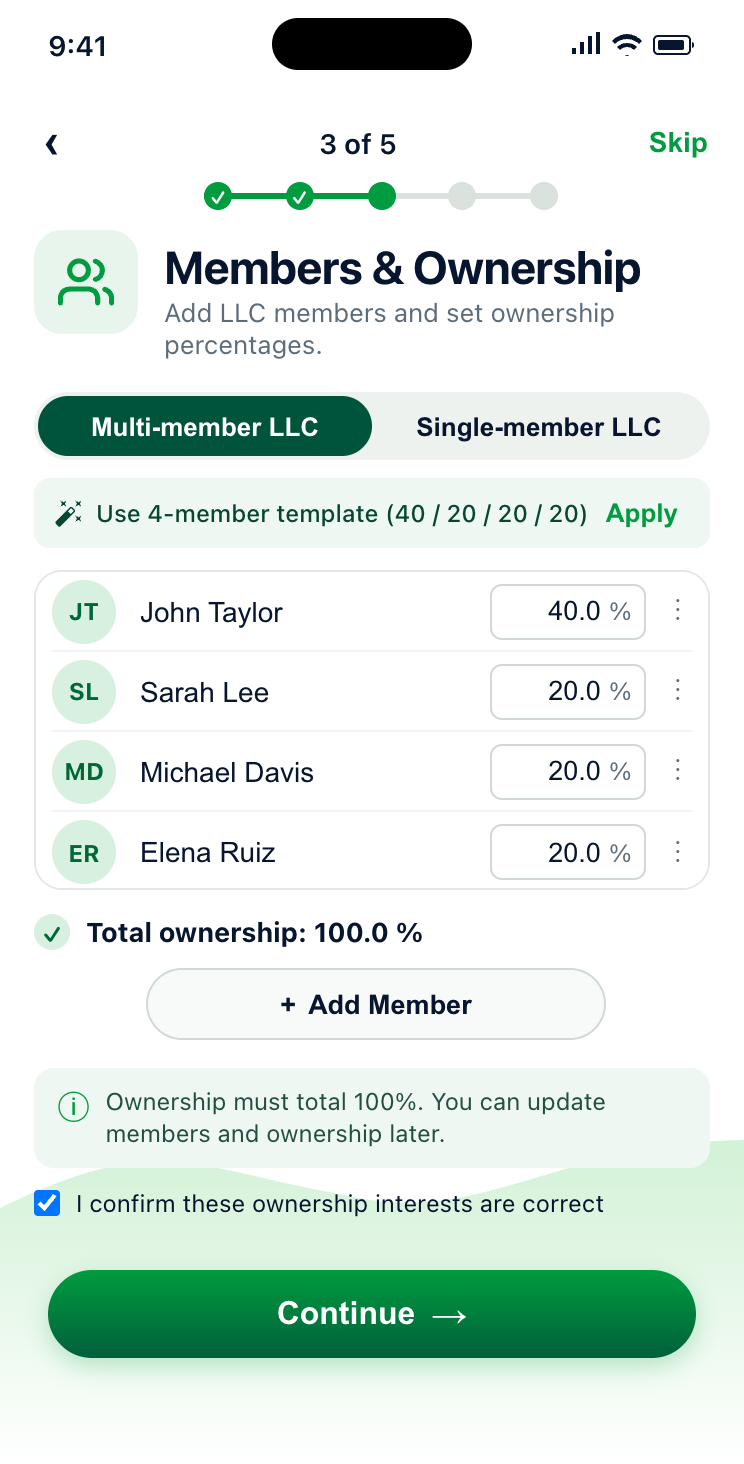 9:41
3 of 5
Skip
Members & Ownership
Add LLC members and set ownership
percentages.
Multi-member LLC
Single-member LLC
Use 4-member template (40 / 20 / 20 / 20)
Apply
JT
John Taylor
40.0 %
SL
Sarah Lee
20.0 %
MD
Michael Davis
20.0 %
ER
Elena Ruiz
20.0 %
Total ownership: 100.0 %
+ Add Member
Ownership must total 100%. You can update
members and ownership later.
I confirm these ownership interests are correct
Continue →